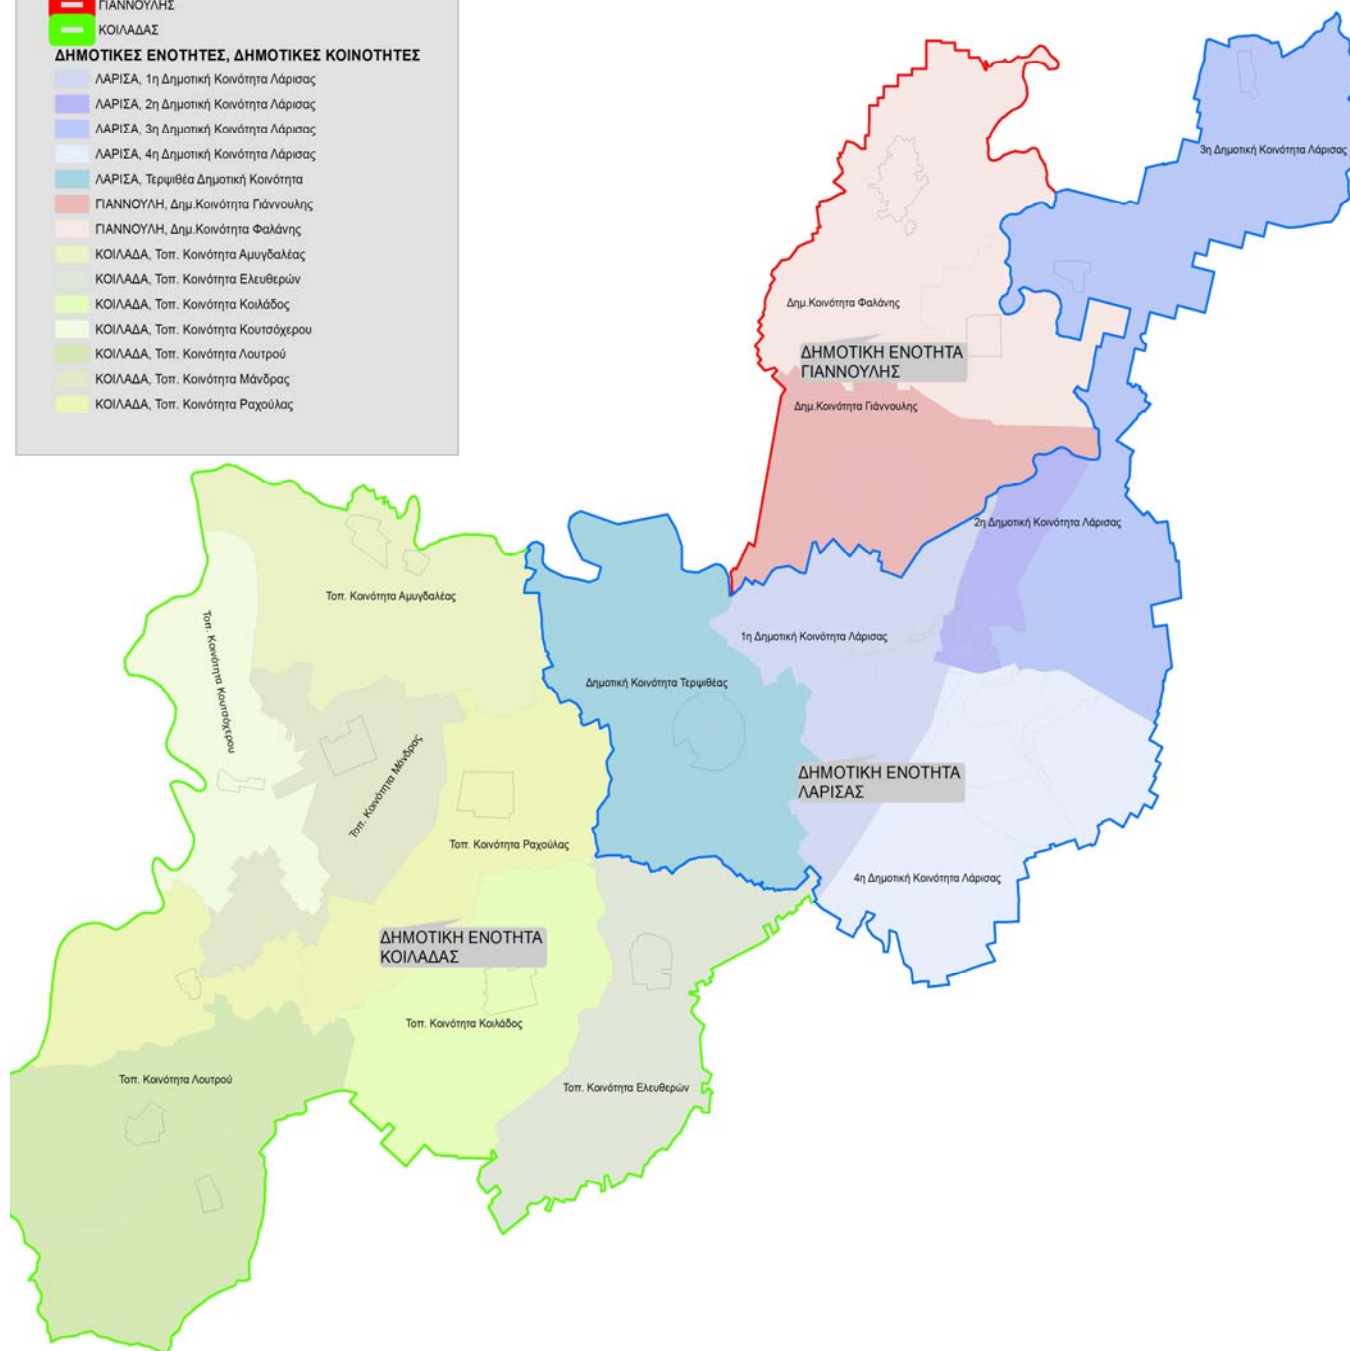 ΓΙΑΝΝΟΥΛΗΣ
ΚΟΙΛΑΔΑΣ
ΔΗΜΟΤΙΚΕΣ ΕΝΟΤΗΤΕΣ, ΔΗΜΟΤΙΚΕΣ ΚΟΙΝΟΤΗΤΕΣ
ΛΑΡΙΣΑ, 1η Δημοτική Κοινότητα Λάρισας
ΛΑΡΙΣΑ, 2η Δημοτική Κοινότητα Λάρισας
ΛΑΡΙΣΑ, 3η Δημοτική Κοινότητα Λάρισας
ΛΑΡΙΣΑ, 4η Δημοτική Κοινότητα Λάρισας
ΛΑΡΙΣΑ, Τερψιθέα Δημοτική Κοινότητα
ΓΙΑΝΝΟΥΛΗ, Δημ.Κοινότητα Γιάννουλης
ΓΙΑΝΝΟΥΛΗ, Δημ.Κοινότητα Φαλάνης
ΚΟΙΛΑΔΑ, Τοπ. Κοινότητα Αμυγδαλέας
ΚΟΙΛΑΔΑ, Τοπ. Κοινότητα Ελευθερών
ΚΟΙΛΑΔΑ, Τοπ. Κοινότητα Κοιλάδος
ΚΟΙΛΑΔΑ, Τοπ. Κοινότητα Κουτσόχερου
ΚΟΙΛΑΔΑ, Τοπ. Κοινότητα Λουτρού
ΚΟΙΛΑΔΑ, Τοπ. Κοινότητα Μάνδρας
ΚΟΙΛΑΔΑ, Τοπ. Κοινότητα Ραχούλας
3η Δημοτική Κοινότητα Λάρισας
Δημ.Κοινότητα Φαλάνης
ΔΗΜΟΤΙΚΗ ΕΝΟΤΗΤΑ
ΓΙΑΝΝΟΥΛΗΣ
Δημ.Κοινότητα Γιάννουλης
2η Δημοτική Κοινότητα Λάρισας
Τοπ. Κοινότητα Αμυγδαλέας
1η Δημοτική Κοινότητα Λάρισας
Τοπ. Κοινότητα Κουτσόχερου
Δημοτική Κοινότητα Τερψιθέας
Τοπ. Κοινότητα Μάνδρας
ΔΗΜΟΤΙΚΗ ΕΝΟΤΗΤΑ
ΛΑΡΙΣΑΣ
Τοπ. Κοινότητα Ραχούλας
4η Δημοτική Κοινότητα Λάρισας
ΔΗΜΟΤΙΚΗ ΕΝΟΤΗΤΑ
ΚΟΙΛΑΔΑΣ
Τοπ. Κοινότητα Κοιλάδος
Τοπ. Κοινότητα Λουτρού
Τοπ. Κοινότητα Ελευθερών